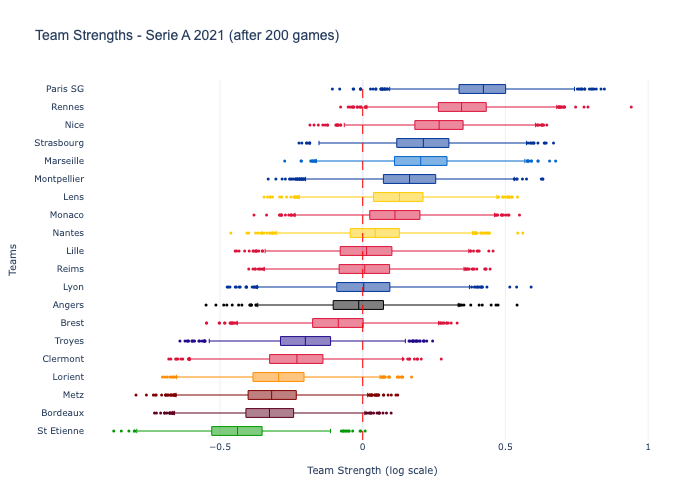 Team Strengths - Serie A 2021 (after 200 games)
Paris SG
Rennes
Nice
Strasbourg
Marseille
Montpellier
Lens
Monaco
Nantes
Lille
Reims
Lyon
Angers
Brest
Troyes
Clermont
Lorient
Metz
Bordeaux
St Etienne
Teams
−0.5 0 0.5 1
Team Strength (log scale)